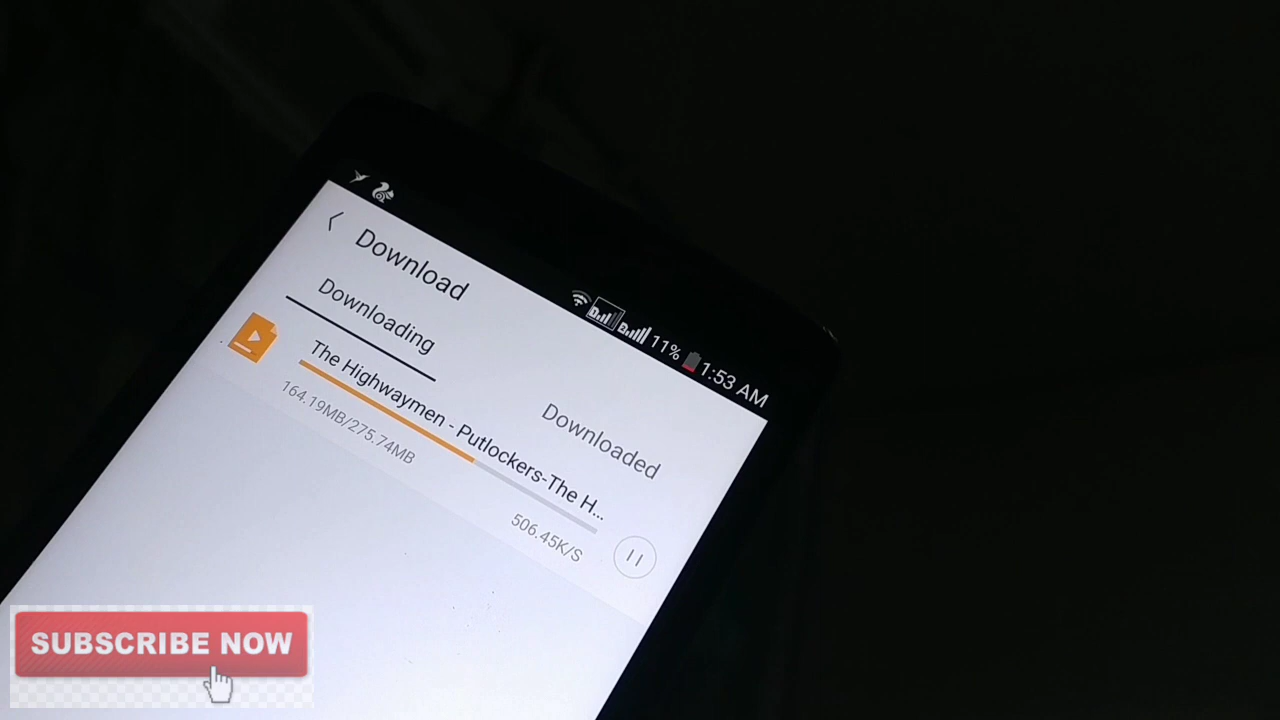 11% 1:53 AM
Download
Downloading
Downloaded
The Highwaymen - Putlockers-The H...
164.19MB/275.74MB
506.45K/S
SUBSCRIBE NOW